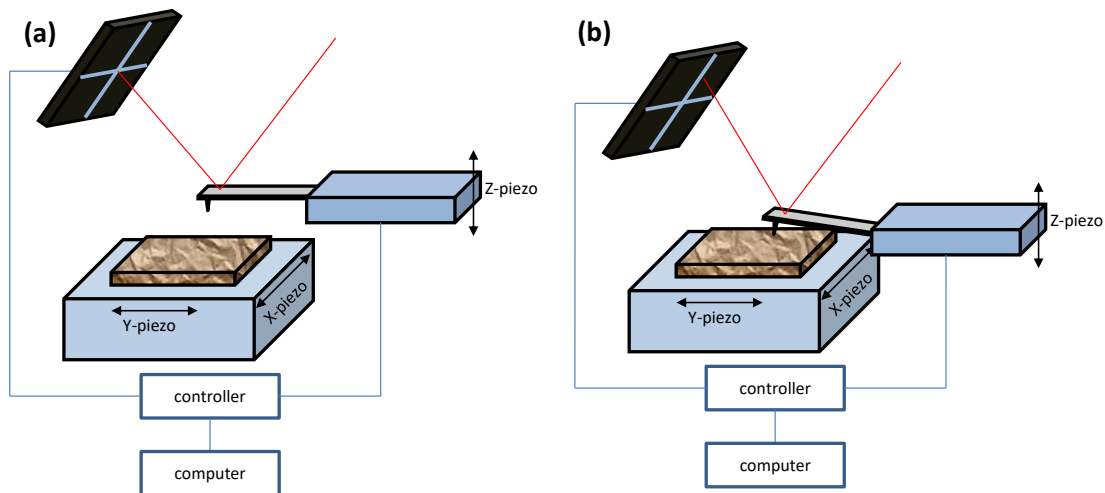 (a)
Z-piezo
X-piezo
Y-piezo
controller
computer
(b)
Z-piezo
X-piezo
Y-piezo
controller
computer